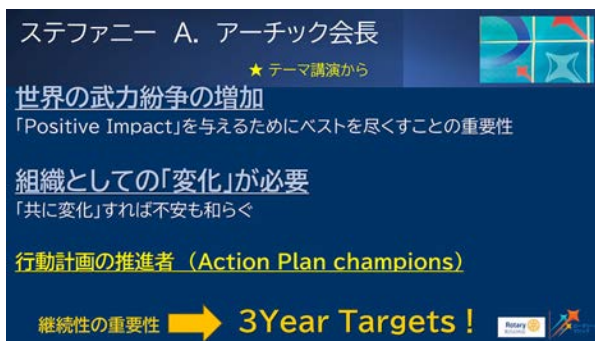 ステファニー A. アーチック会長
★ テーマ講演から
世界の武力紛争の増加
「Positive Impact」を与えるためにベストを尽くすことの重要性
組織としての「変化」が必要
「共に変化」すれば不安も和らぐ
行動計画の推進者（Action Plan champions）
継続性の重要性 3Year Targets！
Rotary